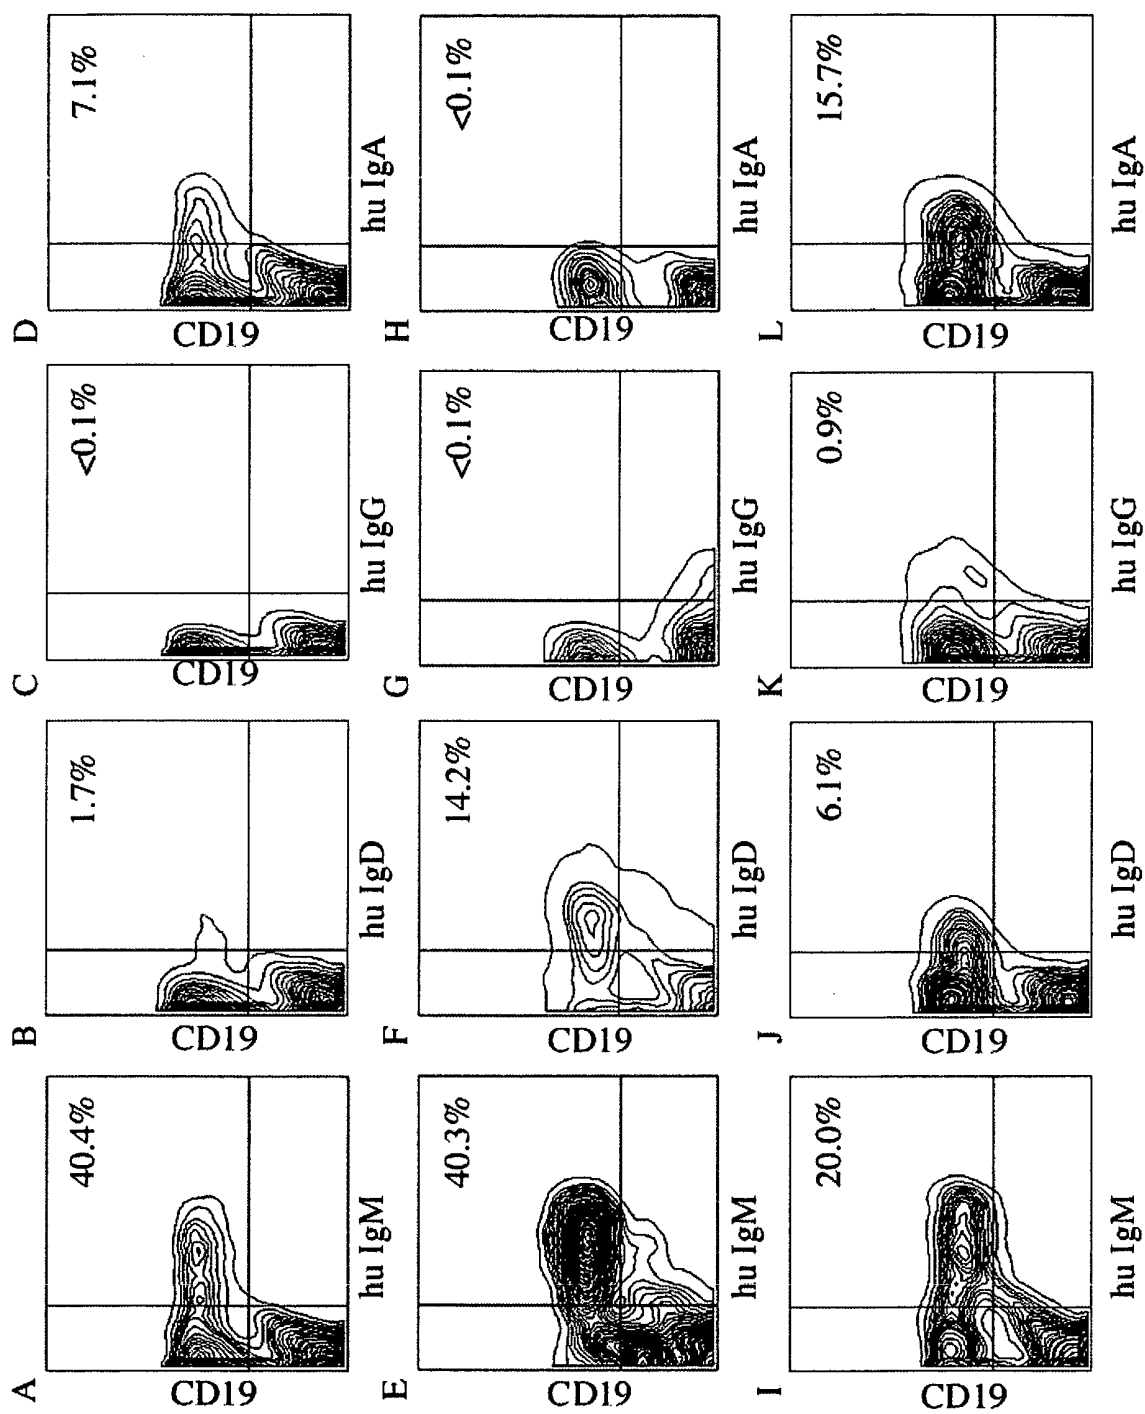 A
40.4%
CD19
hu IgM
B
1.7%
CD19
hu IgD
C
<0.1%
CD19
hu IgG
D
7.1%
CD19
hu IgA
E
40.3%
CD19
hu IgM
F
14.2%
CD19
hu IgD
G
<0.1%
CD19
hu IgG
H
<0.1%
CD19
hu IgA
I
20.0%
CD19
hu IgM
J
6.1%
CD19
hu IgD
K
0.9%
CD19
hu IgG
L
15.7%
CD19
hu IgA